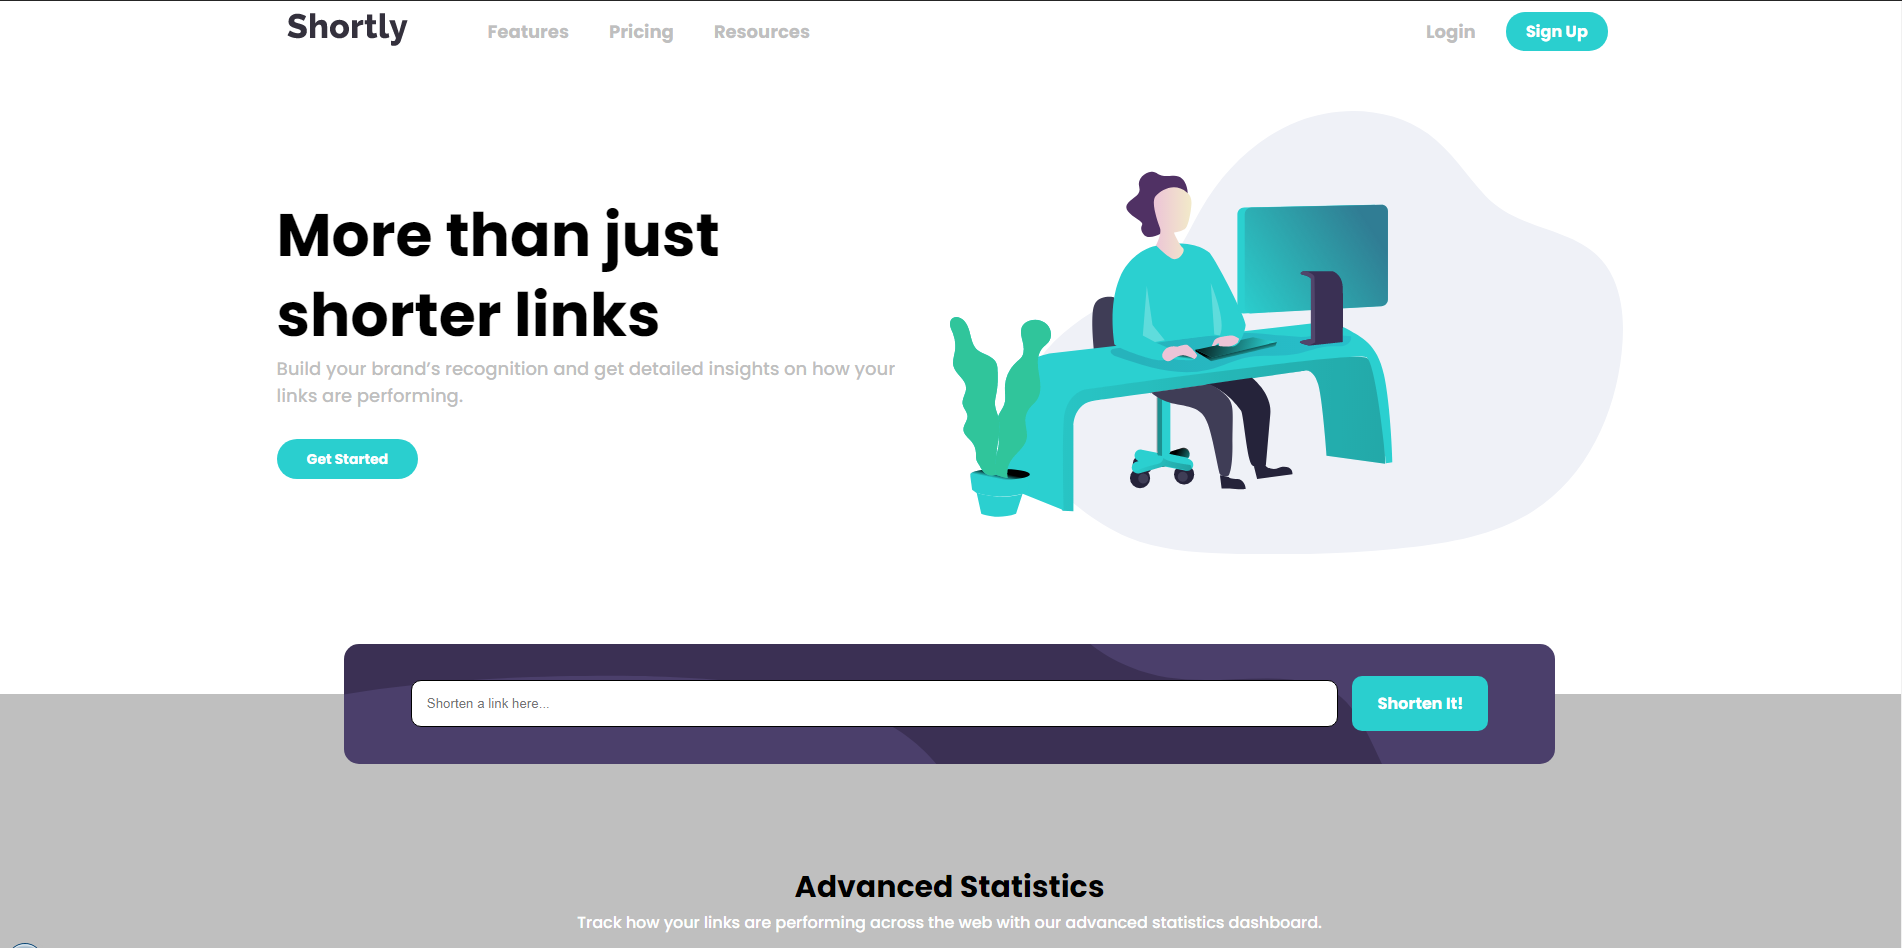 Shortly
Features
Pricing
Resources
Login
Sign Up
More than just
shorter links
Build your brand’s recognition and get detailed insights on how your
links are performing.
Get Started
Shorten a link here...
Shorten It!
Advanced Statistics
Track how your links are performing across the web with our advanced statistics dashboard.